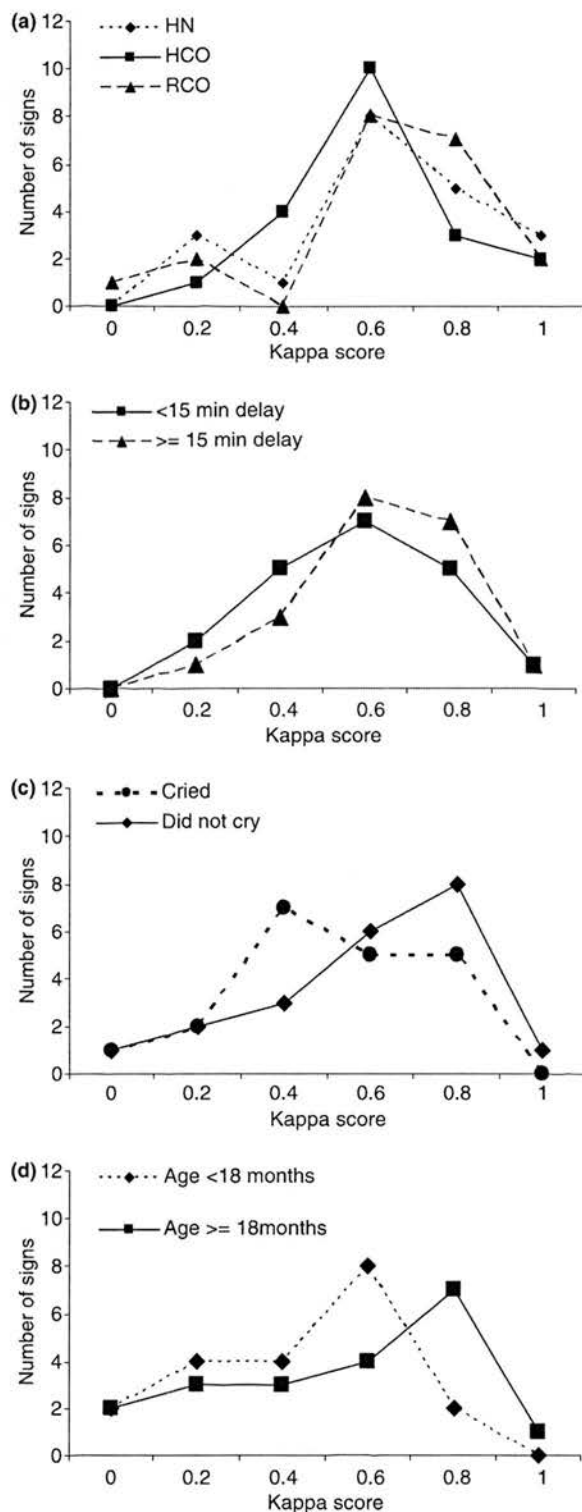 (a)
HN
HCO
RCO
Number of signs
12
10
8
6
4
2
0
0 0.2 0.4 0.6 0.8 1
Kappa score
(b)
<15 min delay
>= 15 min delay
Number of signs
12
10
8
6
4
2
0
0 0.2 0.4 0.6 0.8 1
Kappa score
(c)
Cried
Did not cry
Number of signs
12
10
8
6
4
2
0
0 0.2 0.4 0.6 0.8 1
Kappa score
(d)
Age <18 months
Age >= 18months
Number of signs
12
10
8
6
4
2
0
0 0.2 0.4 0.6 0.8 1
Kappa score